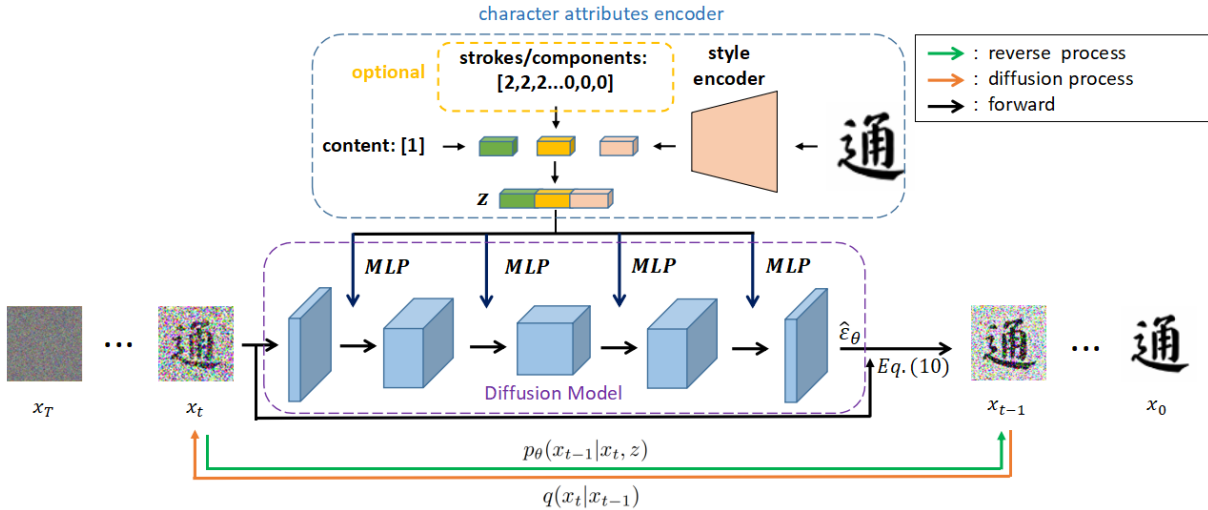 character attributes encoder
optional
strokes/components:
[2,2,2...0,0,0]
style
encoder
content: [1]
通
z
: reverse process
: diffusion process
: forward
MLP
MLP
MLP
MLP
通
通
通
...
...
ε̂_θ
Eq.(10)
Diffusion Model
x_T
x_t
x_{t−1}
x_0
p_θ(x_{t−1}|x_t, z)
q(x_t|x_{t−1})